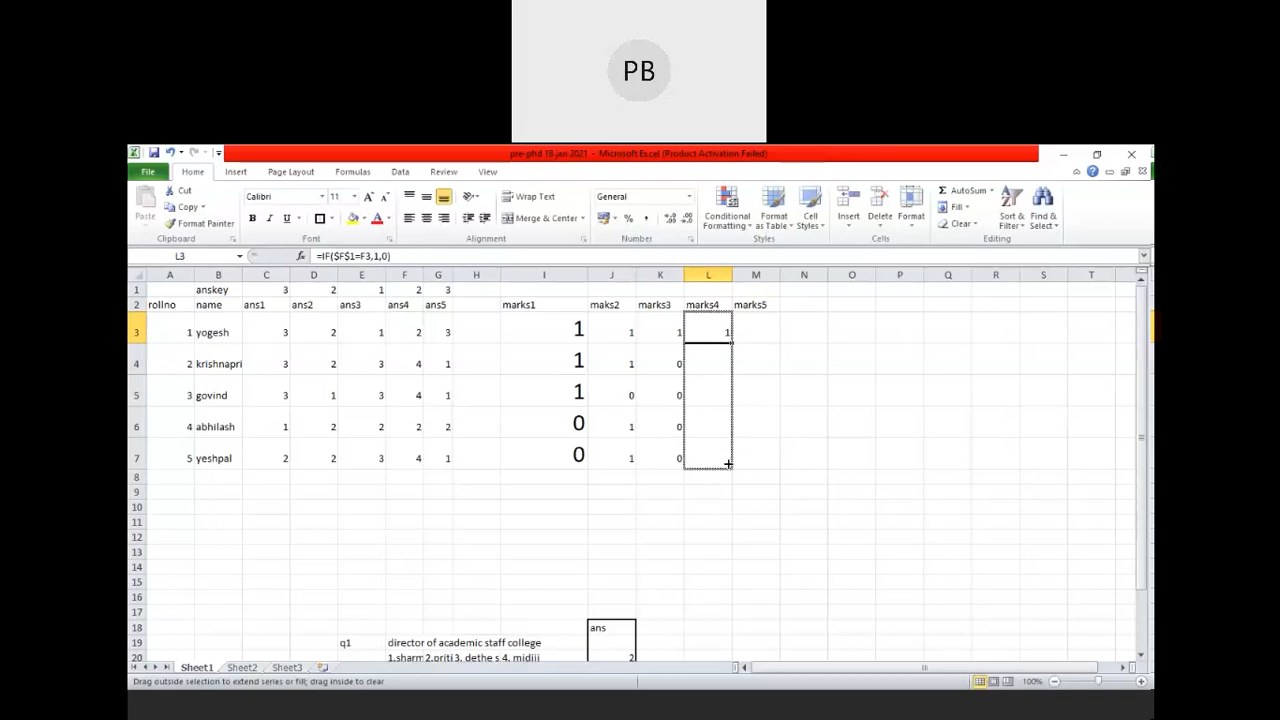 PB
pre-phd 18 jan 2021 - Microsoft Excel (Product Activation Failed)
File Home Insert Page Layout Formulas Data Review View
Paste Cut Copy Format Painter Clipboard
Calibri 11 B I U A Font
Wrap Text Merge & Center Alignment
General % , Number
Conditional Formatting Format as Table Cell Styles Styles
Insert Delete Format Cells
AutoSum Fill Clear Sort & Filter Find & Select Editing
L3 fx =IF($F$1=F3,1,0)
A B C D E F G H I J K L M N O P Q R S T
1 anskey 3 2 1 2 3
2 rollno name ans1 ans2 ans3 ans4 ans5 marks1 maks2 marks3 marks4 marks5
3 1 yogesh 3 2 1 2 3 1 1 1 1
4 2 krishnapri 3 2 3 4 1 1 1 0
5 3 govind 3 1 3 4 1 1 0 0
6 4 abhilash 1 2 2 2 2 0 1 0
7 5 yeshpal 2 2 3 4 1 0 1 0
8
9
10
11
12
13
14
15
16
17
18 ans
19 q1 director of academic staff college
20 1.sharm 2.priti 3. dethe s 4. midiji 2
Sheet1 Sheet2 Sheet3
Drag outside selection to extend series or fill; drag inside to clear 100%